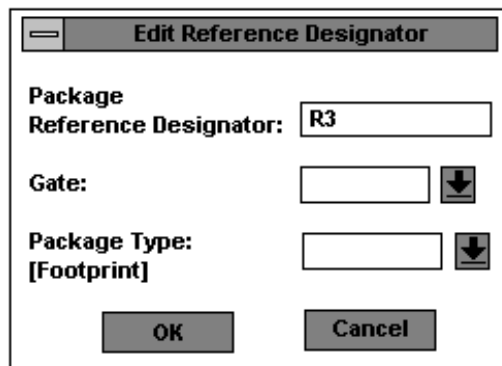 Edit Reference Designator
Package
Reference Designator: R3
Gate:
Package Type:
[Footprint]
OK Cancel